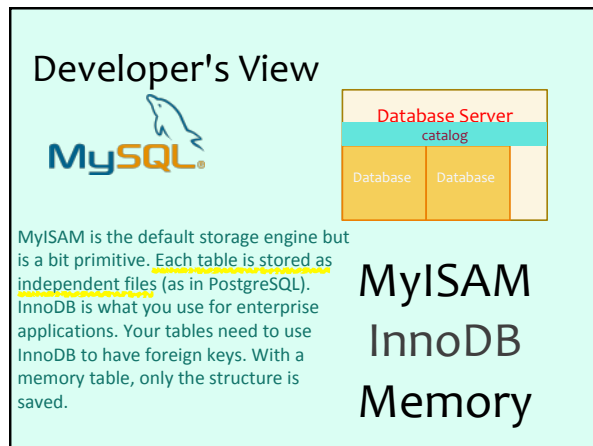 Developer's View
MySQL®
Database Server
catalog
Database Database
MyISAM is the default storage engine but
is a bit primitive. Each table is stored as
independent files (as in PostgreSQL).
InnoDB is what you use for enterprise
applications. Your tables need to use
InnoDB to have foreign keys. With a
memory table, only the structure is
saved.
MyISAM
InnoDB
Memory